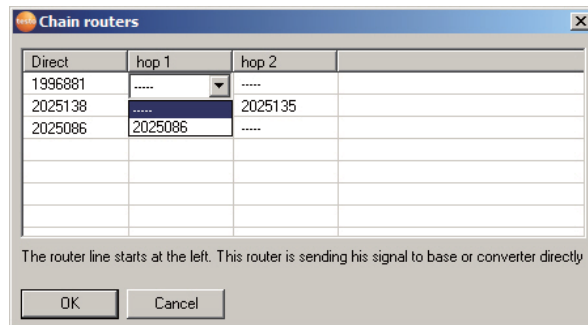 testo Chain routers
Direct hop 1 hop 2
1996881 ----- -----
2025138 ----- 2025135
2025086 2025086 -----
The router line starts at the left. This router is sending his signal to base or converter directly
OK Cancel